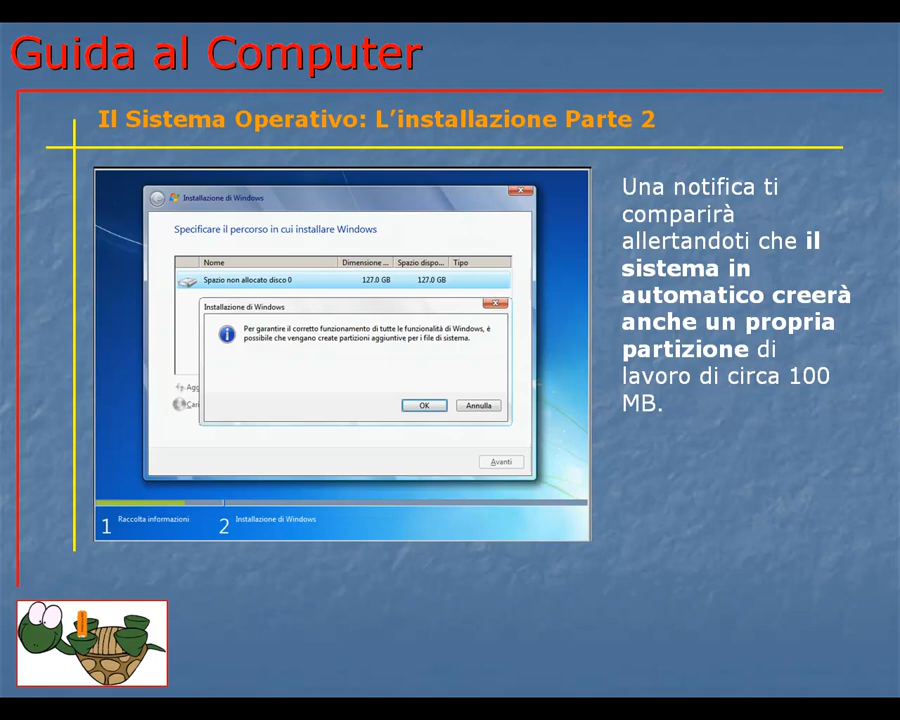 Guida al Computer
Il Sistema Operativo: L’installazione Parte 2
Installazione di Windows
Specificare il percorso in cui installare Windows
Nome Dimensione ... Spazio dispo... Tipo
Spazio non allocato disco 0 127.0 GB 127.0 GB
Installazione di Windows
Per garantire il corretto funzionamento di tutte le funzionalità di Windows, è
possibile che vengano create partizioni aggiuntive per i file di sistema.
OK Annulla
Avanti
1 Raccolta informazioni 2 Installazione di Windows
Una notifica ti
comparirà
allertandoti che il
sistema in
automatico creerà
anche un propria
partizione di
lavoro di circa 100
MB.